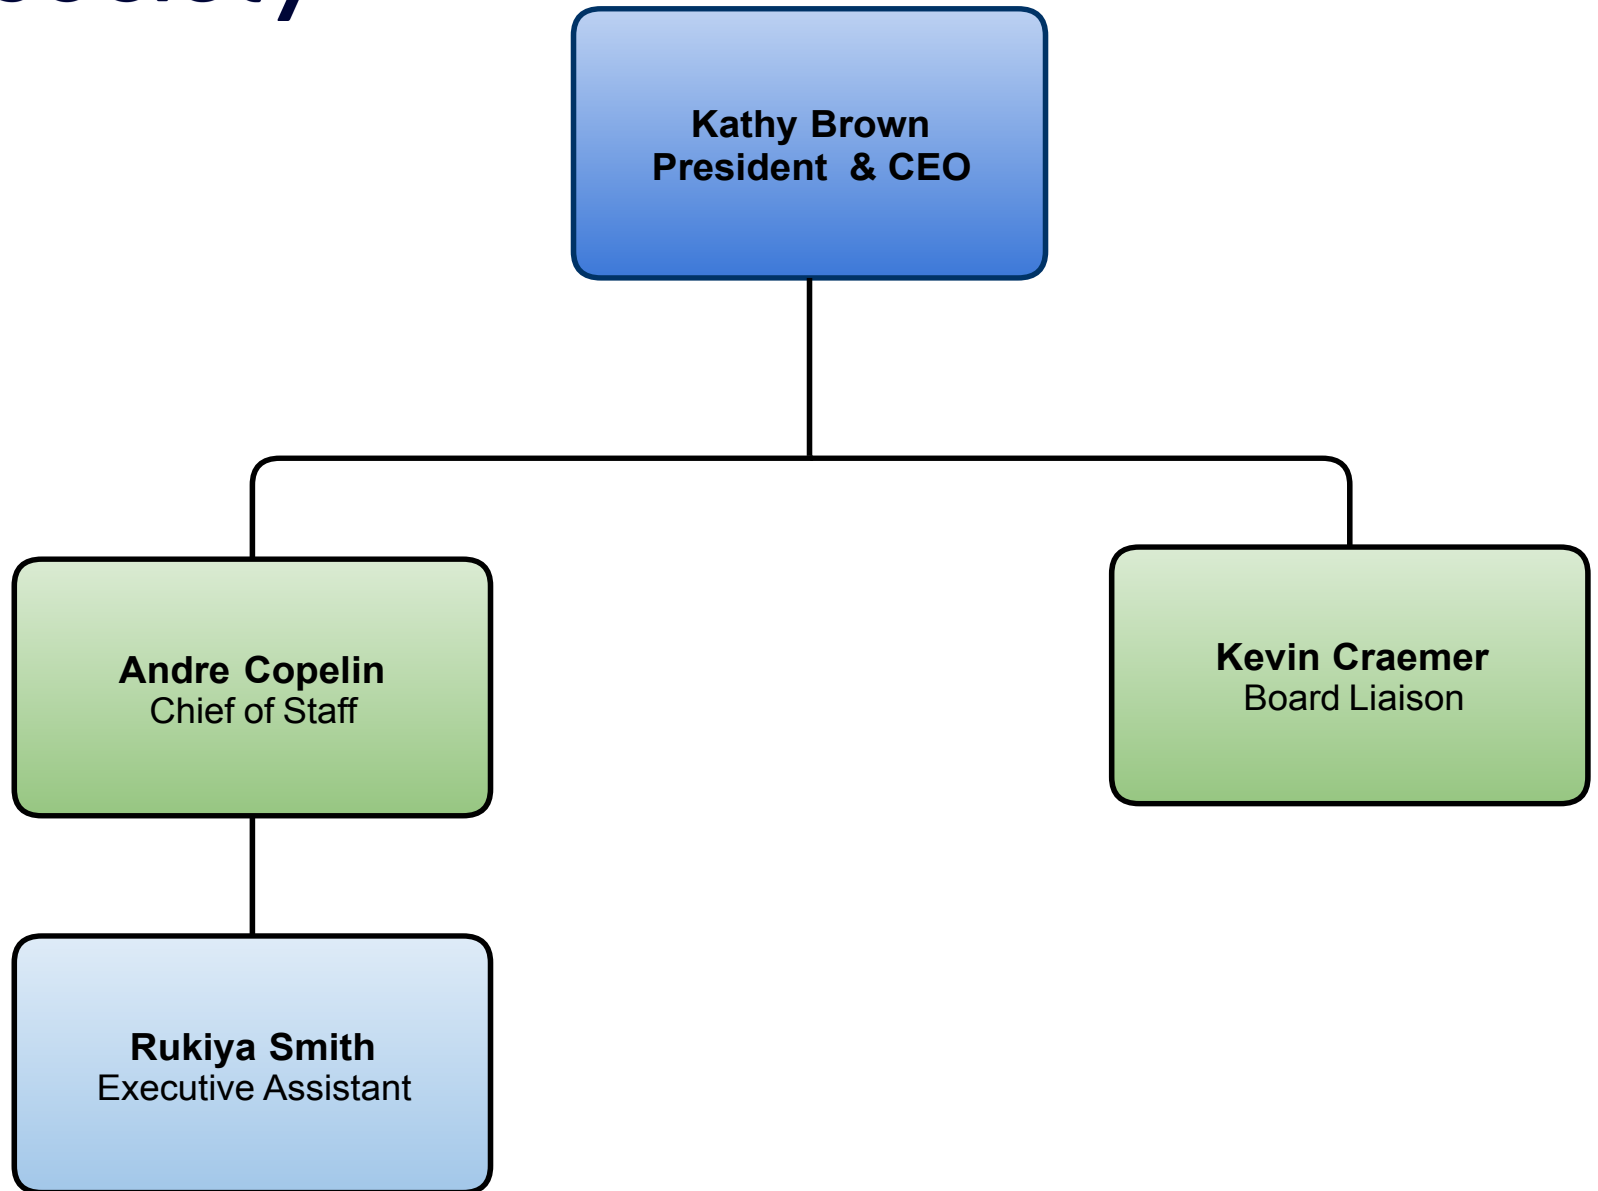 Kathy Brown
President & CEO
Andre Copelin
Chief of Staff
Kevin Craemer
Board Liaison
Rukiya Smith
Executive Assistant